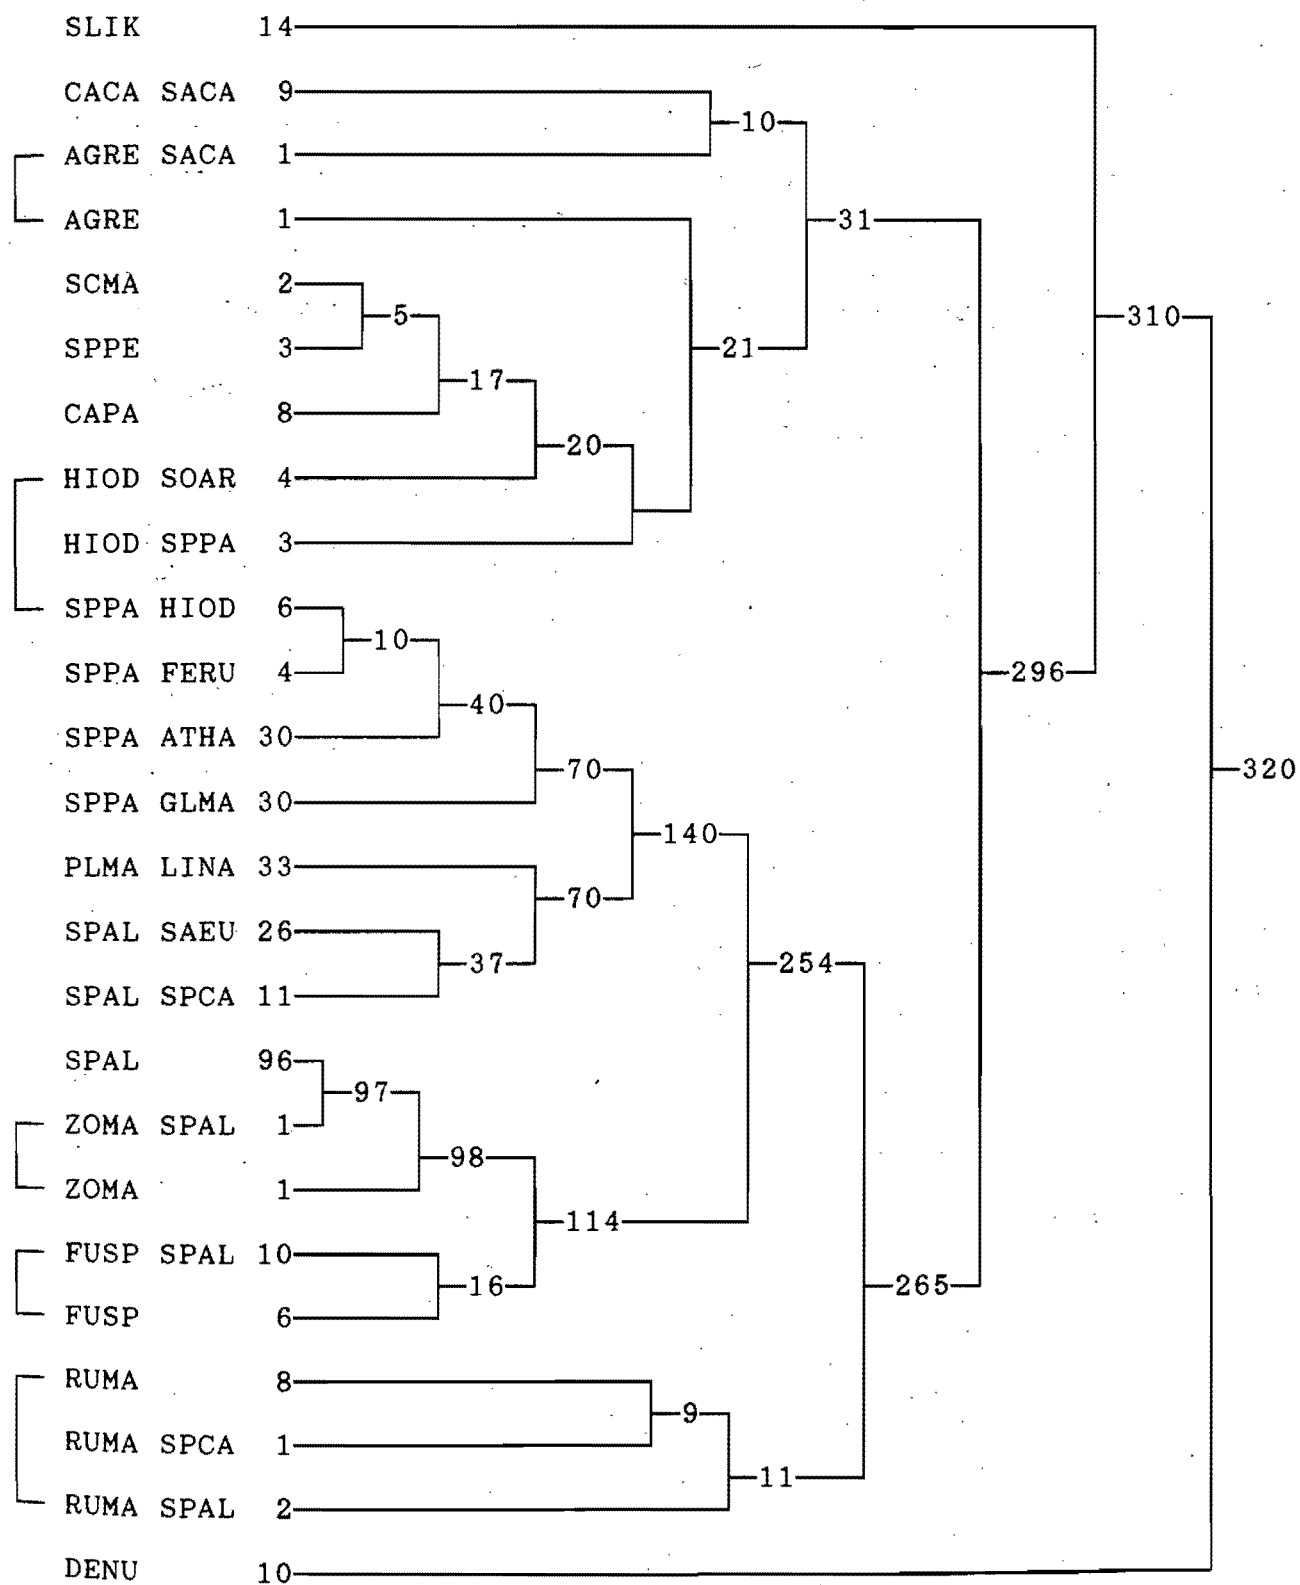 SLIK 14
CACA SACA 9
10
AGRE SACA 1
AGRE 1 31
SCMA 2
5 310
SPPE 3 21
17
CAPA 8
20
HIOD SOAR 4
HIOD SPPA 3
SPPA HIOD 6
10
SPPA FERU 4 296
40
SPPA ATHA 30
70 320
SPPA GLMA 30
140
PLMA LINA 33
70
SPAL SAEU 26
37 254
SPAL SPCA 11
SPAL 96
97
ZOMA SPAL 1
98
ZOMA 1
114
FUSP SPAL 10
16 265
FUSP 6
RUMA 8
9
RUMA SPCA 1
11
RUMA SPAL 2
DENU 10